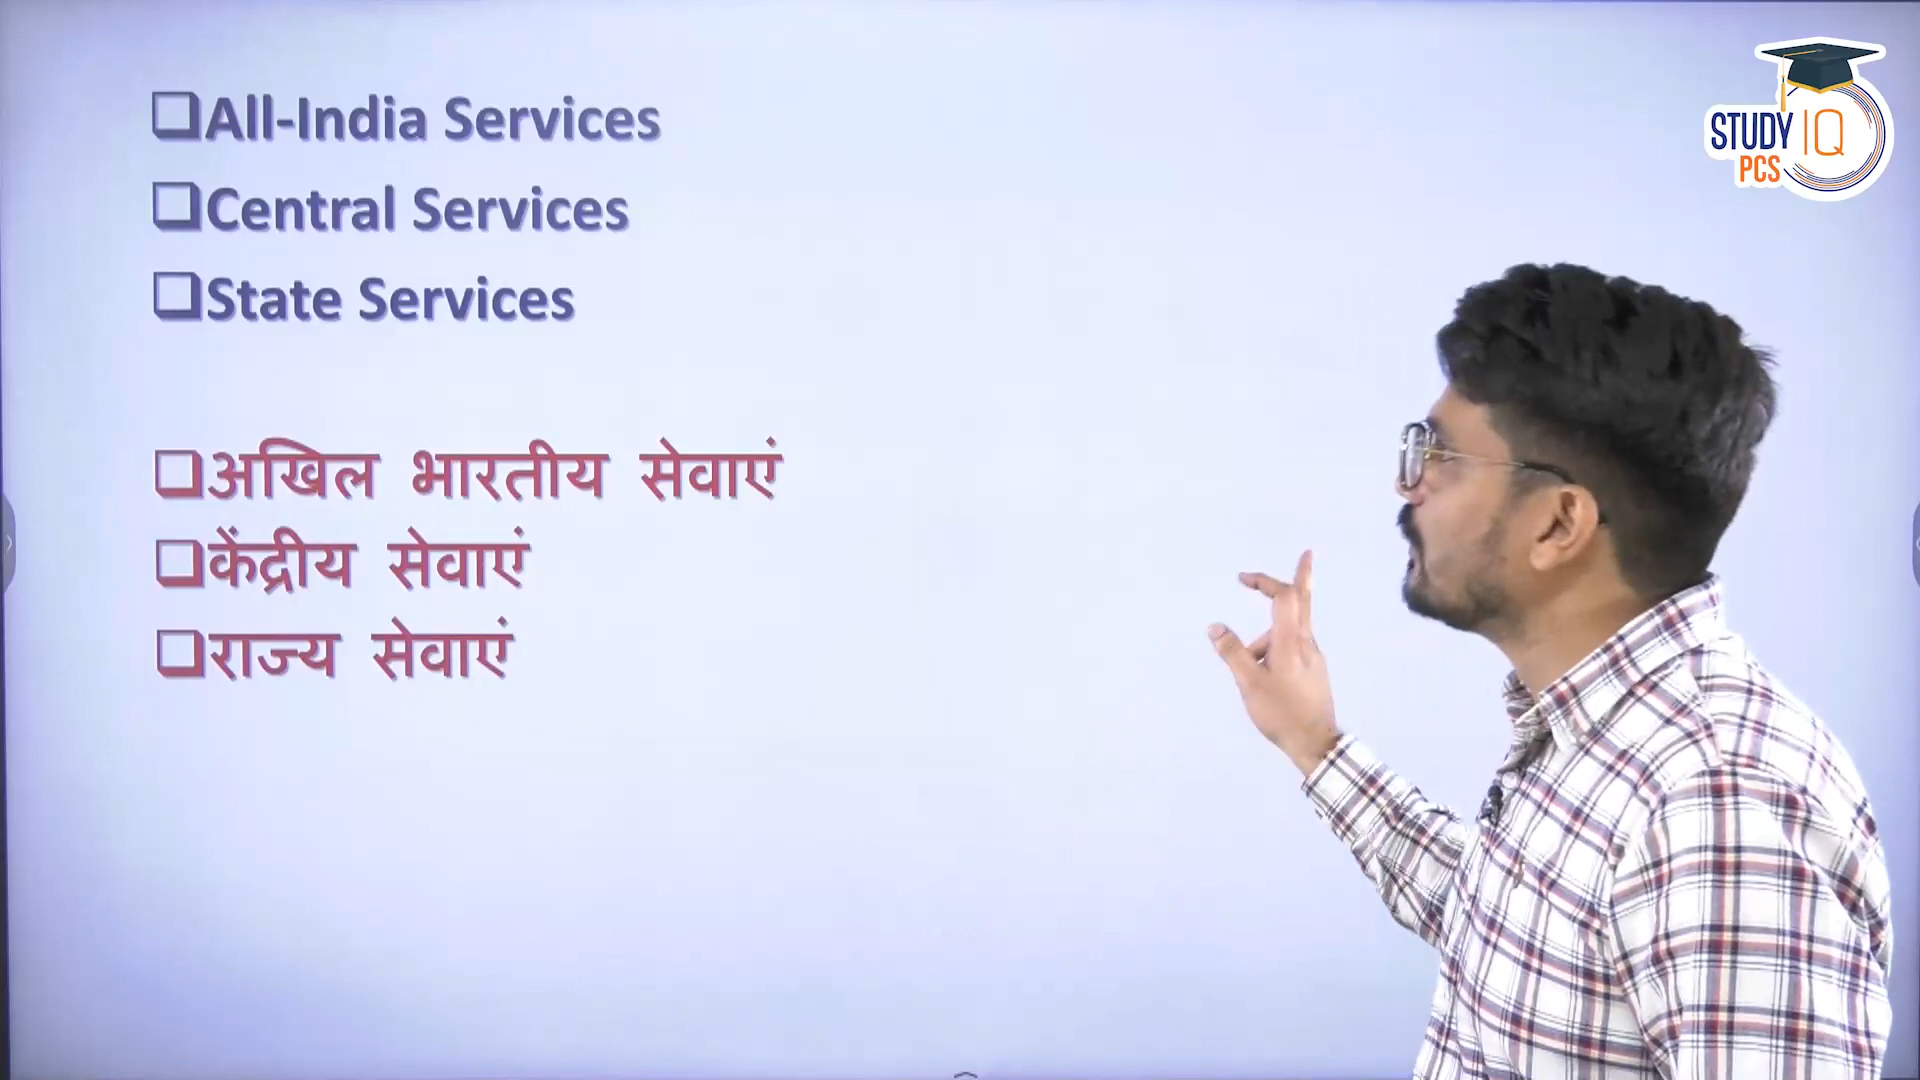 All-India Services
Central Services
State Services
अखिल भारतीय सेवाएं
केंद्रीय सेवाएं
राज्य सेवाएं
STUDY IQ
PCS